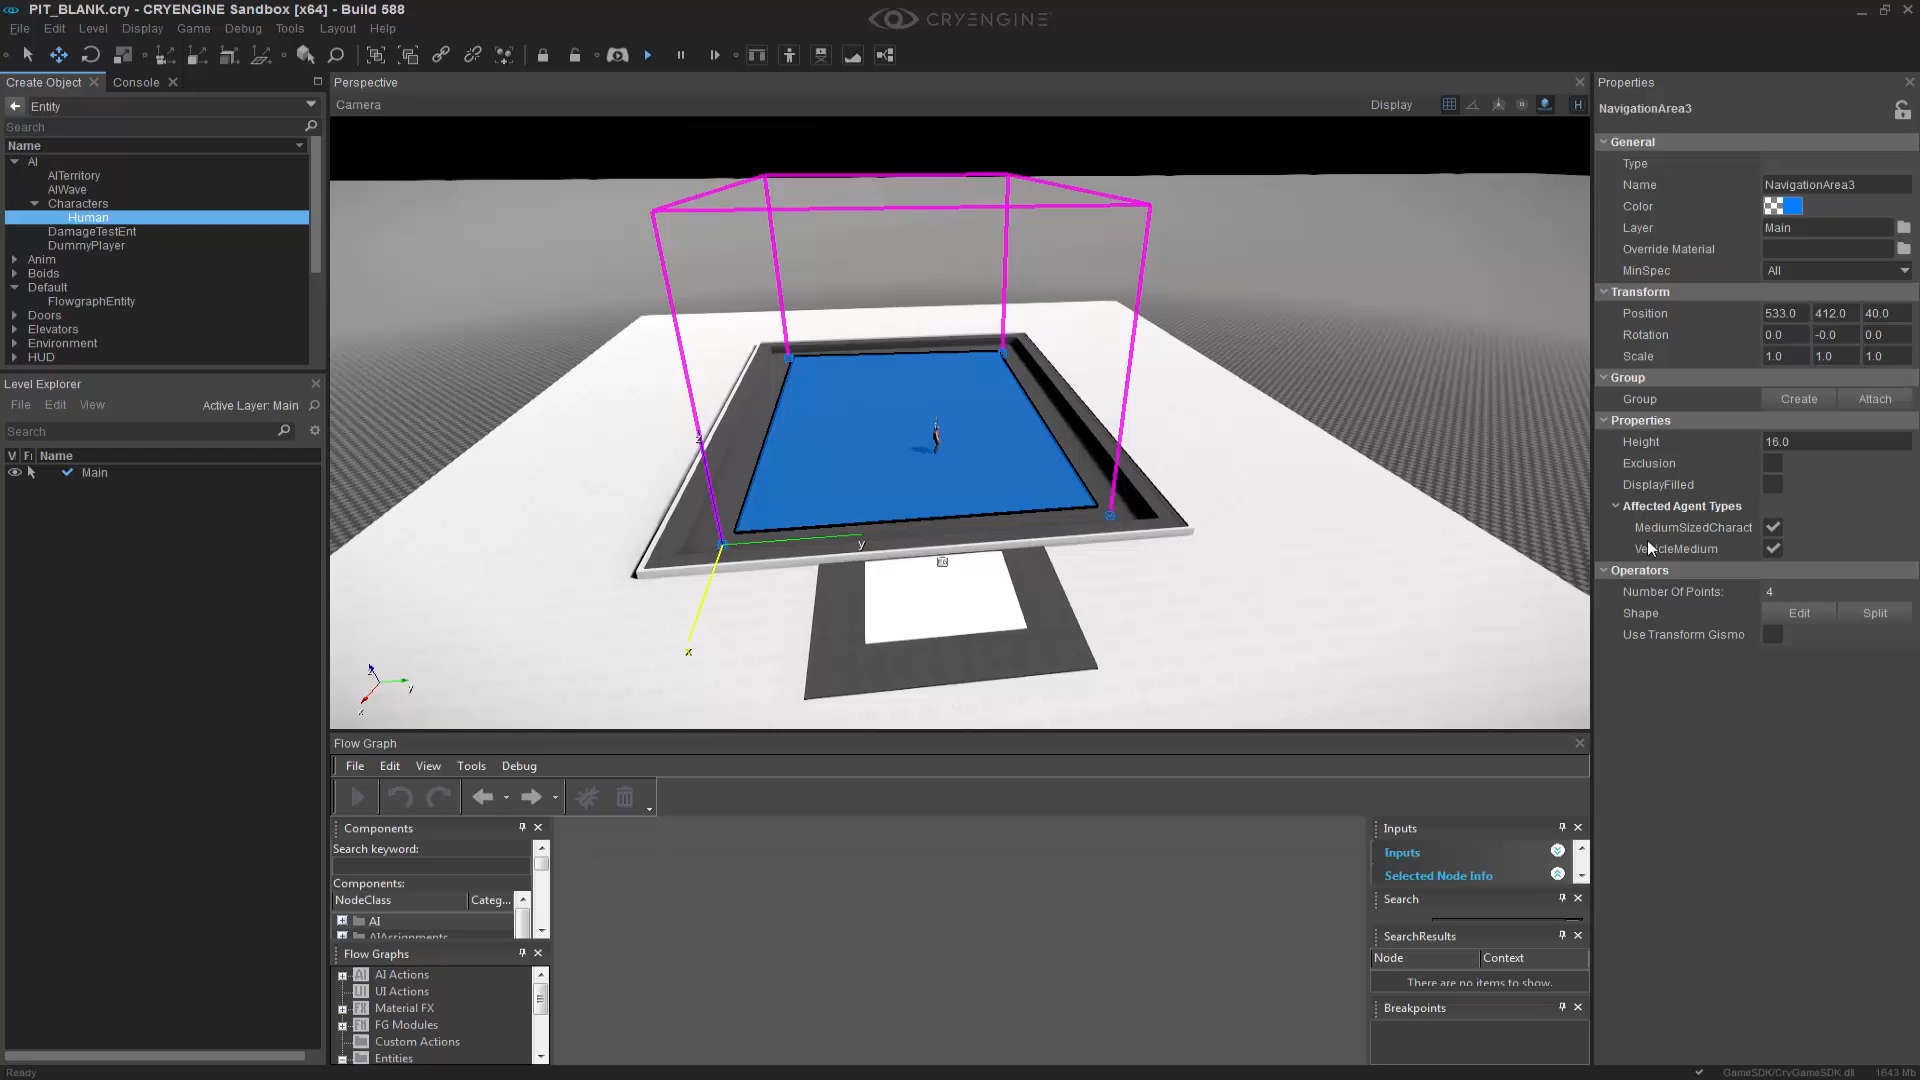 PIT_BLANK.cry - CRYENGINE Sandbox [x64] - Build 588
CRYENGINE
File Edit Level Display Game Debug Tools Layout Help
Create Object
Console
Entity
Search
Name
AI
AITerritory
AIWave
Characters
Human
DamageTestEnt
DummyPlayer
Anim
Boids
Default
FlowgraphEntity
Doors
Elevators
Environment
HUD
Level Explorer
File Edit View Active Layer: Main
Search
V Fi Name
Main
Perspective
Camera Display
H
z
y
x
z
y
x
Flow Graph
File Edit View Tools Debug
Components
Search keyword:
Components:
NodeClass Categ...
AI
AIAssignments
Flow Graphs
AI Actions
UI Actions
Material FX
FG Modules
Custom Actions
Entities
Inputs
Inputs
Selected Node Info
Search
SearchResults
Node Context
There are no items to show.
Breakpoints
Properties
NavigationArea3
General
Type
Name NavigationArea3
Color
Layer Main
Override Material
MinSpec All
Transform
Position 533.0 412.0 40.0
Rotation 0.0 -0.0 0.0
Scale 1.0 1.0 1.0
Group
Group Create Attach
Properties
Height 16.0
Exclusion
DisplayFilled
Affected Agent Types
MediumSizedCharact
VehicleMedium
Operators
Number Of Points: 4
Shape Edit Split
Use Transform Gismo
Ready
GameSDK/CryGameSDK.dll 1643 Mb